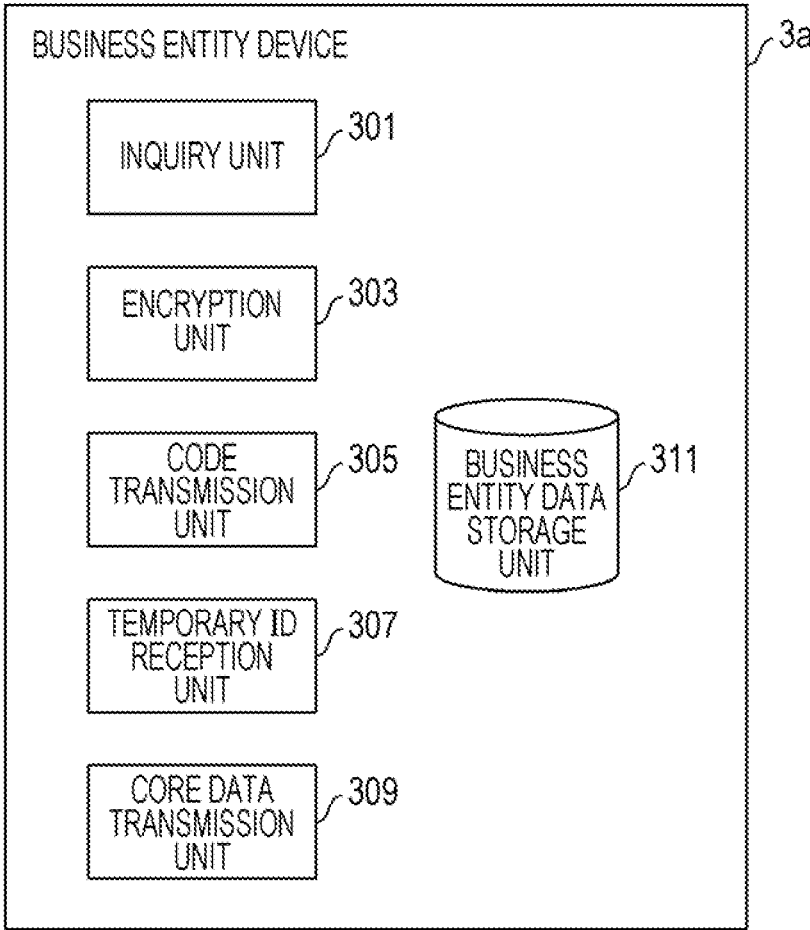 BUSINESS ENTITY DEVICE
3a
INQUIRY UNIT
301
ENCRYPTION
UNIT
303
CODE
TRANSMISSION
UNIT
305
BUSINESS
ENTITY DATA
STORAGE
UNIT
311
TEMPORARY ID
RECEPTION
UNIT
307
CORE DATA
TRANSMISSION
UNIT
309